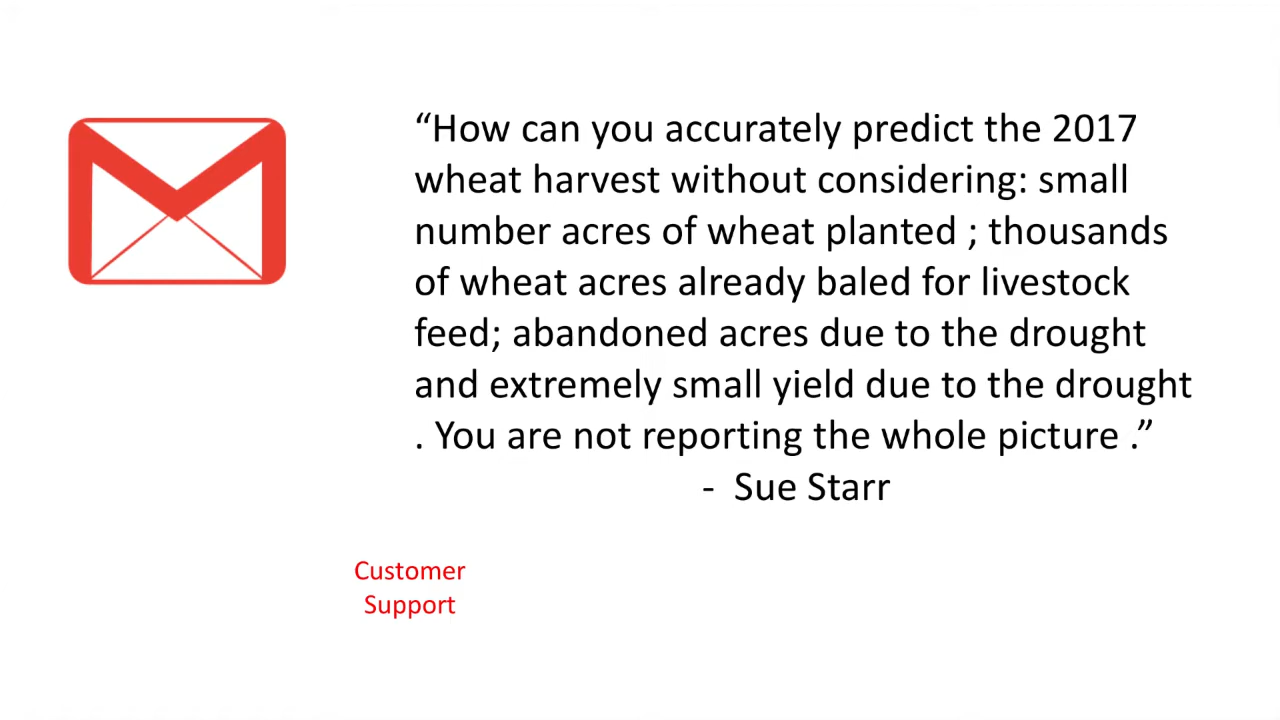 “How can you accurately predict the 2017
wheat harvest without considering: small
number acres of wheat planted ; thousands
of wheat acres already baled for livestock
feed; abandoned acres due to the drought
and extremely small yield due to the drought
. You are not reporting the whole picture .”
- Sue Starr
Customer
Support